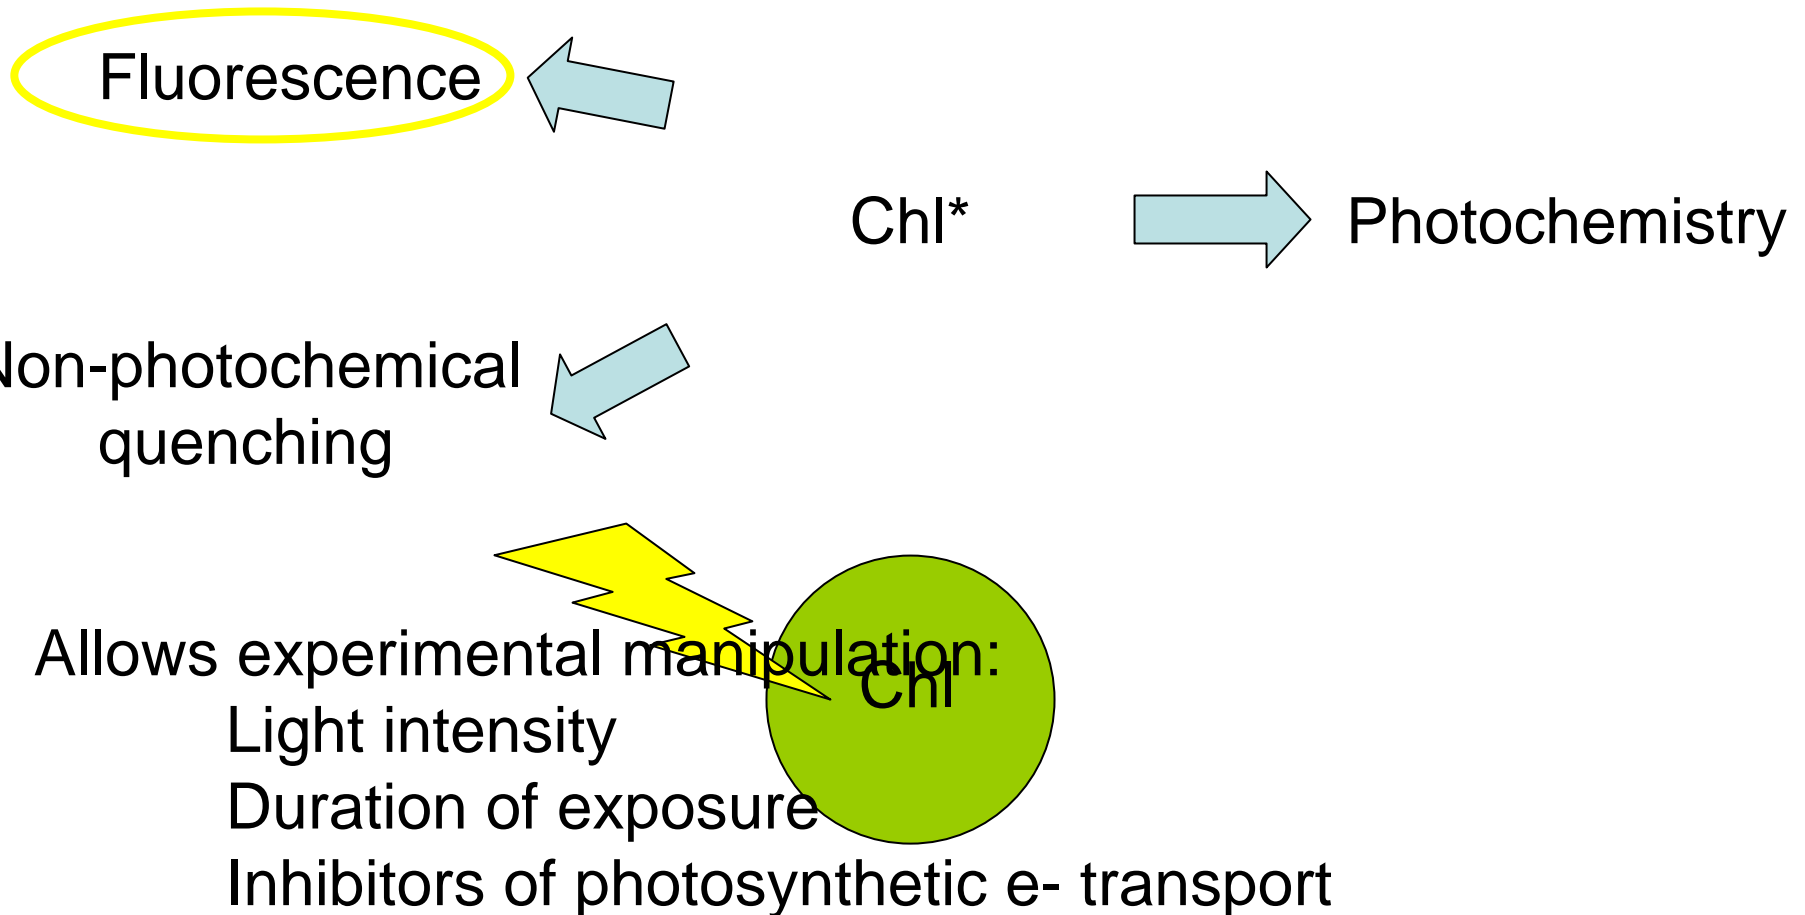 Fluorescence
Chl*
Photochemistry
Non-photochemical
quenching
Allows experimental manipulation:
Chl
Light intensity
Duration of exposure
Inhibitors of photosynthetic e- transport